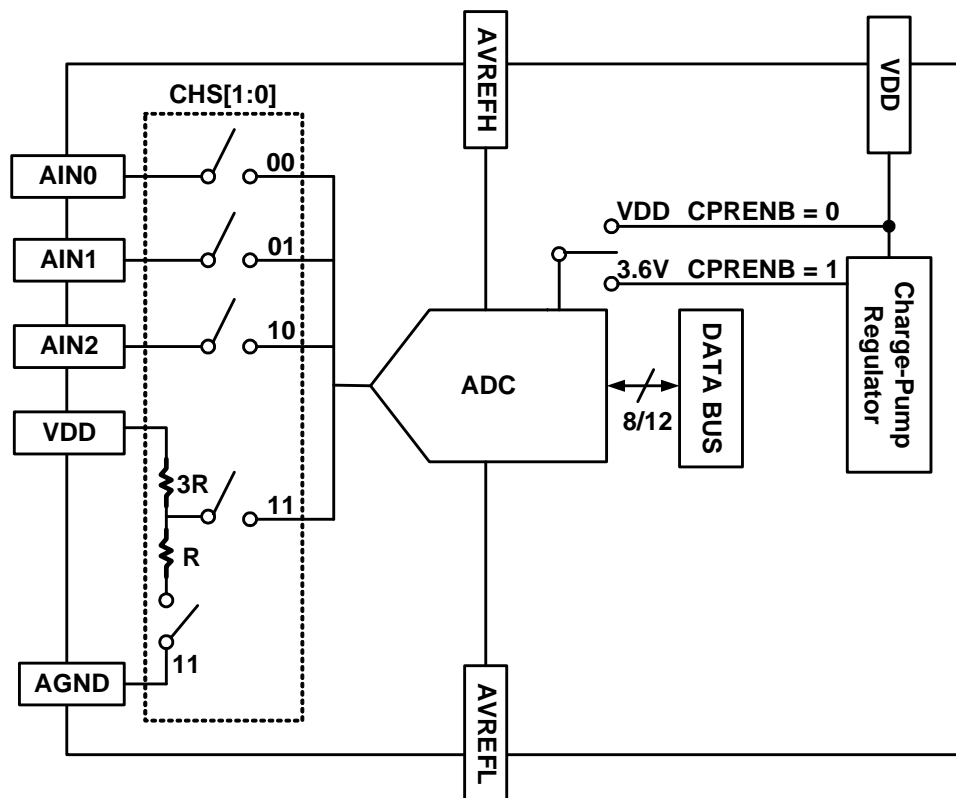 AVREFH
VDD
CHS[1:0]
AIN0
00
VDD CPRENB = 0
AIN1
01
3.6V CPRENB = 1
AIN2
10
Charge-Pump
Regulator
ADC
DATA BUS
8/12
VDD
3R
11
R
11
AGND
AVREFL